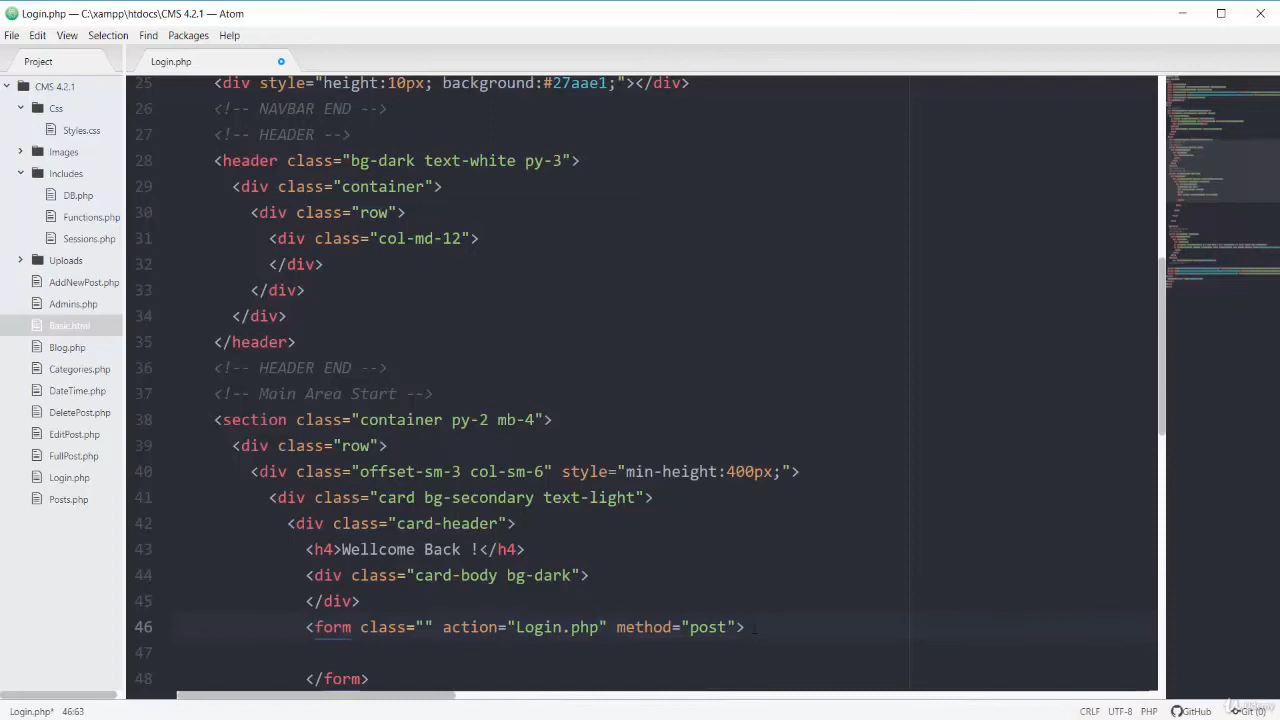 Login.php — C:\xampp\htdocs\CMS 4.2.1 — Atom
File Edit View Selection Find Packages Help
Project
Login.php
CMS 4.2.1
Css
Styles.css
Images
Includes
DB.php
Functions.php
Sessions.php
Uploads
AddNewPost.php
Admins.php
Basic.html
Blog.php
Categories.php
DateTime.php
DeletePost.php
EditPost.php
FullPost.php
Login.php
Posts.php
25 <div style="height:10px; background:#27aae1;"></div>
26 <!-- NAVBAR END -->
27 <!-- HEADER -->
28 <header class="bg-dark text-white py-3">
29 <div class="container">
30 <div class="row">
31 <div class="col-md-12">
32 </div>
33 </div>
34 </div>
35 </header>
36 <!-- HEADER END -->
37 <!-- Main Area Start -->
38 <section class="container py-2 mb-4">
39 <div class="row">
40 <div class="offset-sm-3 col-sm-6" style="min-height:400px;">
41 <div class="card bg-secondary text-light">
42 <div class="card-header">
43 <h4>Wellcome Back !</h4>
44 <div class="card-body bg-dark">
45 </div>
46 <form class="" action="Login.php" method="post">
47
48 </form>
Login.php* 46:63
CRLF UTF-8 PHP GitHub Git (0)
Udemy